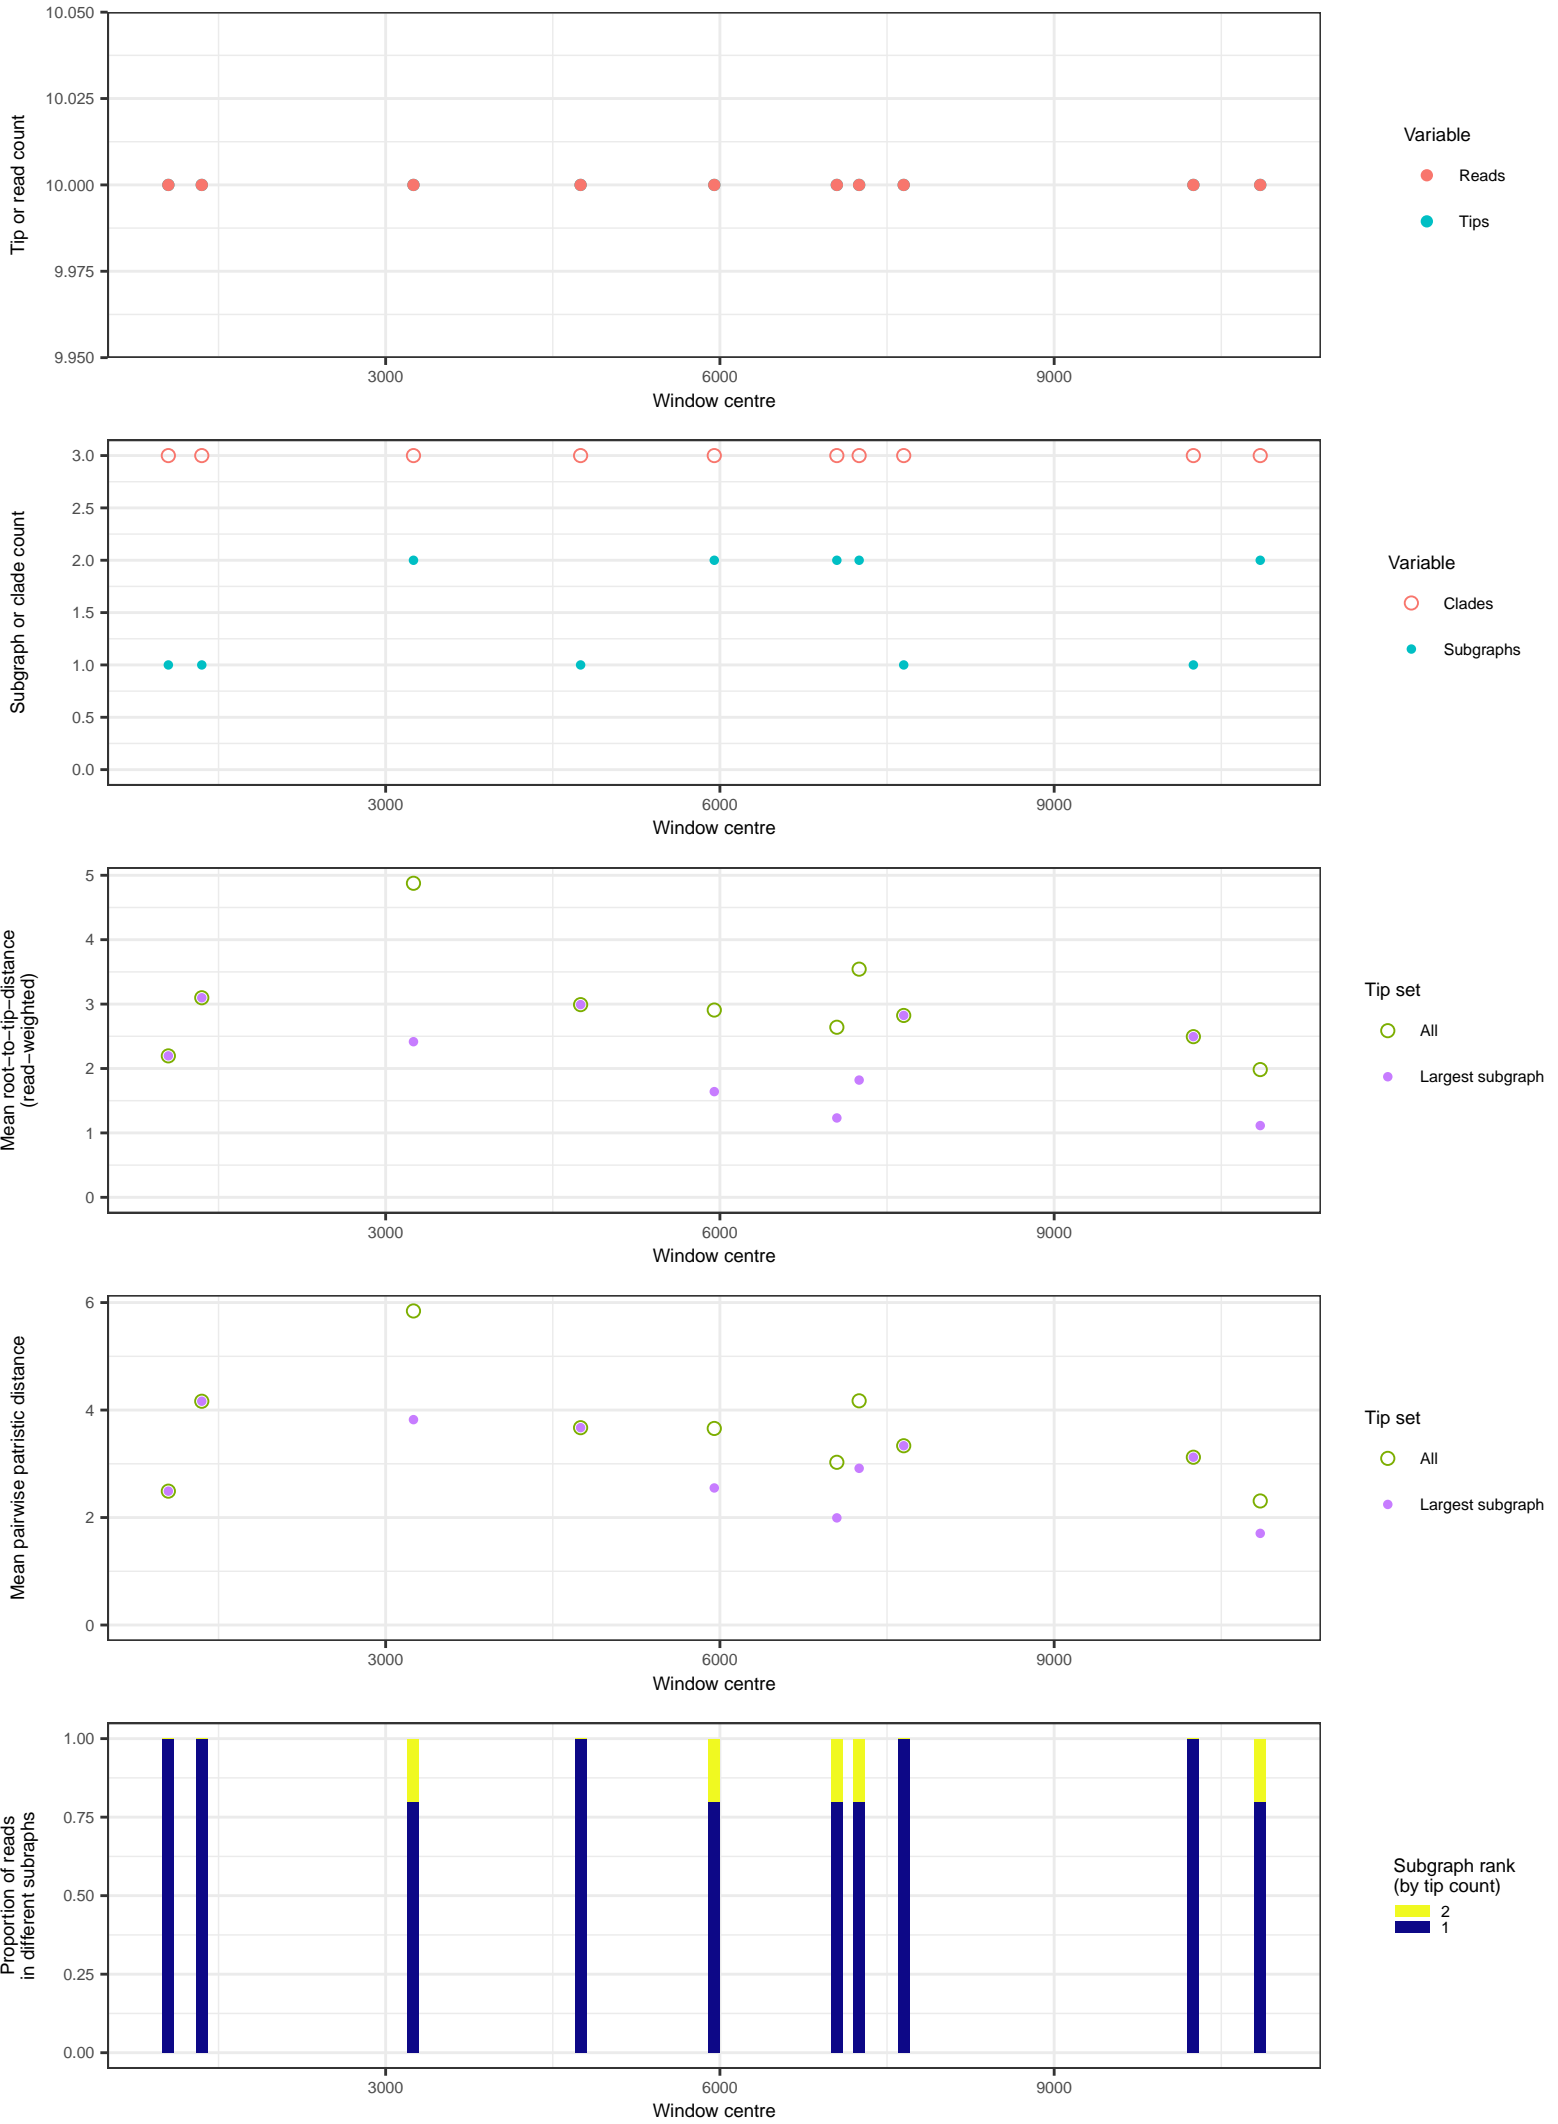 10.050
10.025
10.000
9.975
9.950
Tip or read count
3000
6000
9000
Window centre
Variable
Reads
Tips
3.0
2.5
2.0
1.5
1.0
0.5
0.0
Subgraph or clade count
3000
6000
9000
Window centre
Variable
Clades
Subgraphs
5
4
3
2
1
0
Mean root−to−tip−distance
(read−weighted)
3000
6000
9000
Window centre
Tip set
All
Largest subgraph
6
4
2
0
Mean pairwise patristic distance
3000
6000
9000
Window centre
Tip set
All
Largest subgraph
1.00
0.75
0.50
0.25
0.00
Proportion of reads
in different subraphs
3000
6000
9000
Window centre
Subgraph rank
(by tip count)
2
1